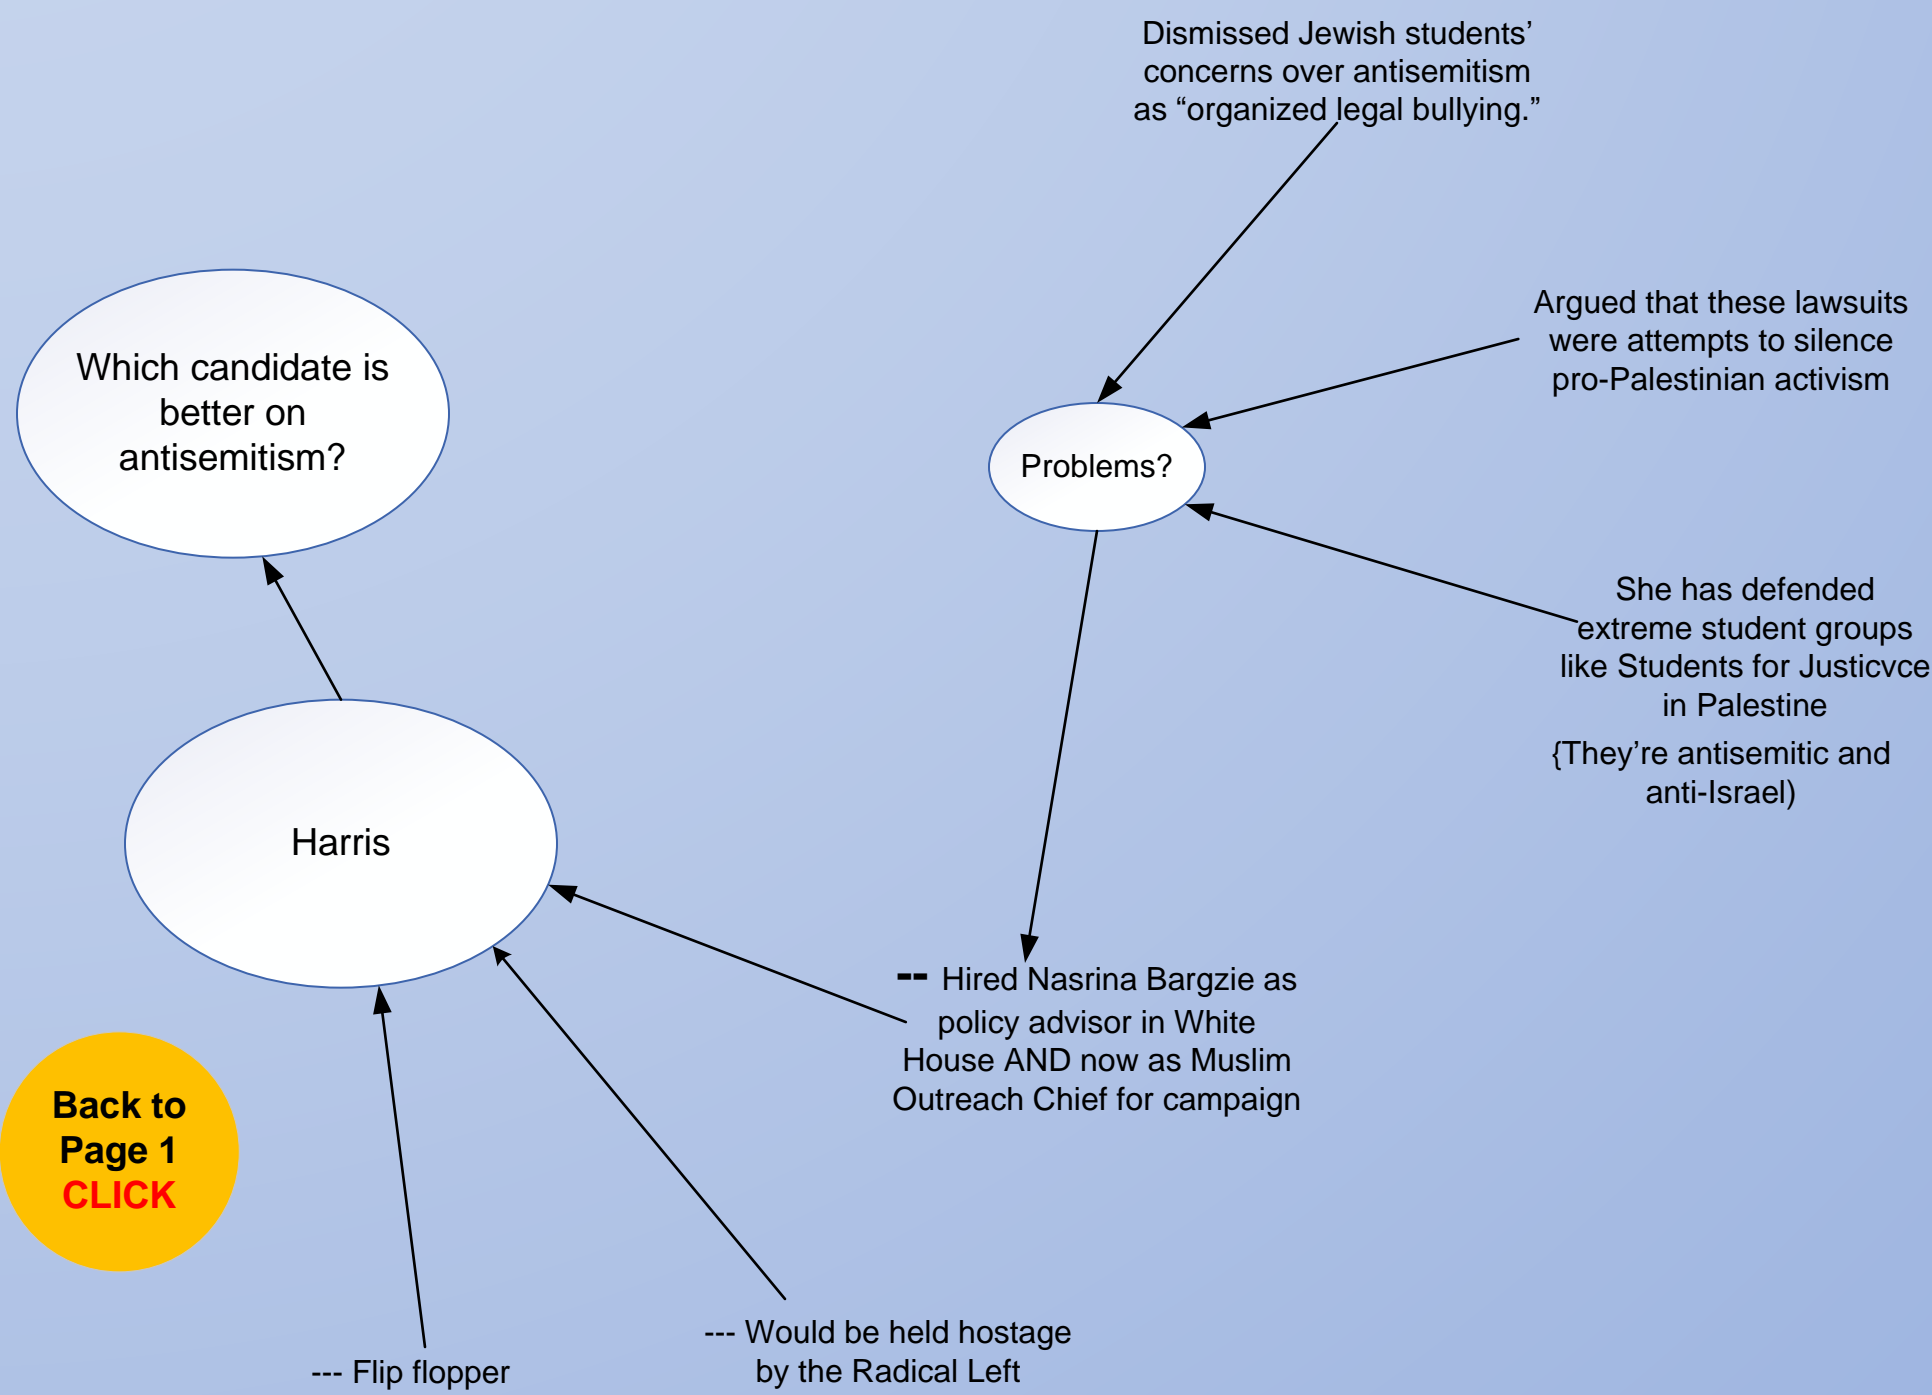 Dismissed Jewish students’
concerns over antisemitism
as “organized legal bullying.”
Argued that these lawsuits
were attempts to silence
pro-Palestinian activism
Which candidate is
better on
antisemitism?
Problems?
She has defended
extreme student groups
like Students for Justicvce
in Palestine
{They’re antisemitic and
anti-Israel)
Harris
-- Hired Nasrina Bargzie as
policy advisor in White
House AND now as Muslim
Outreach Chief for campaign
Back to
Page 1
CLICK
--- Would be held hostage
by the Radical Left
--- Flip flopper